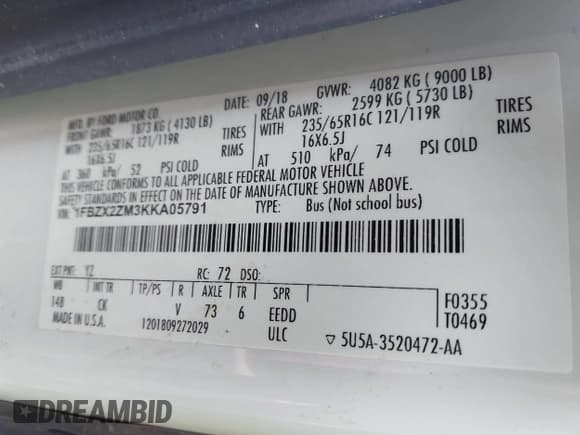 MFD. BY FORD MOTOR CO. DATE: 09/18 GVWR: 4082 KG ( 9000 LB)
FRONT GAWR: 1873 KG ( 4130 LB) REAR GAWR: 2599 KG ( 5730 LB)
WITH 235/65R16C 121/119R TIRES WITH 235/65R16C 121/119R TIRES
16X6.5J RIMS 16X6.5J RIMS
AT 360 kPa/ 52 PSI COLD AT 510 kPa/ 74 PSI COLD
THIS VEHICLE CONFORMS TO ALL APPLICABLE FEDERAL MOTOR VEHICLE
SAFETY STANDARDS IN EFFECT ON THE DATE OF MANUFACTURE SHOWN ABOVE.
VIN: 1FBZX2ZM3KKA05791 TYPE: Bus (Not school bus)
EXT PNT: YZ RC: 72 DSO:
WB INT TR TP/PS R AXLE TR SPR
148 CK V 73 6 EEDD
F0355
T0469
MADE IN U.S.A. 1201809272029 ULC ▽ 5U5A-3520472-AA
DREAMBID